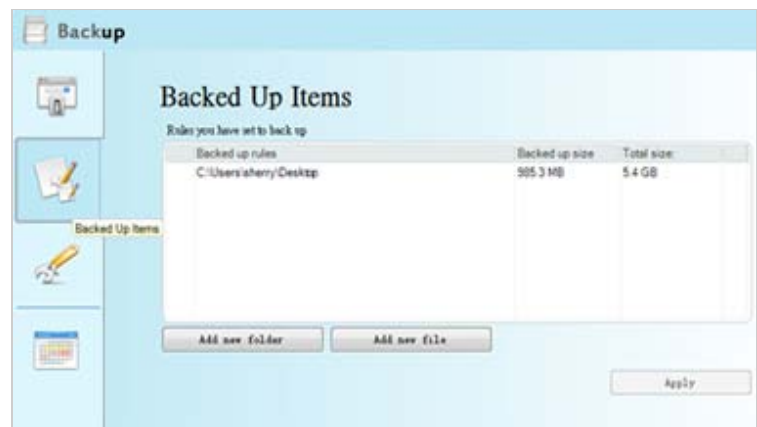 Backup
Backed Up Items
Rules you have set to back up
Backed up rules Backed up size Total size
C:\Users\sherry\Desktop 985.3 MB 5.4 GB
Backed Up Items
Add new folder Add new file
Apply